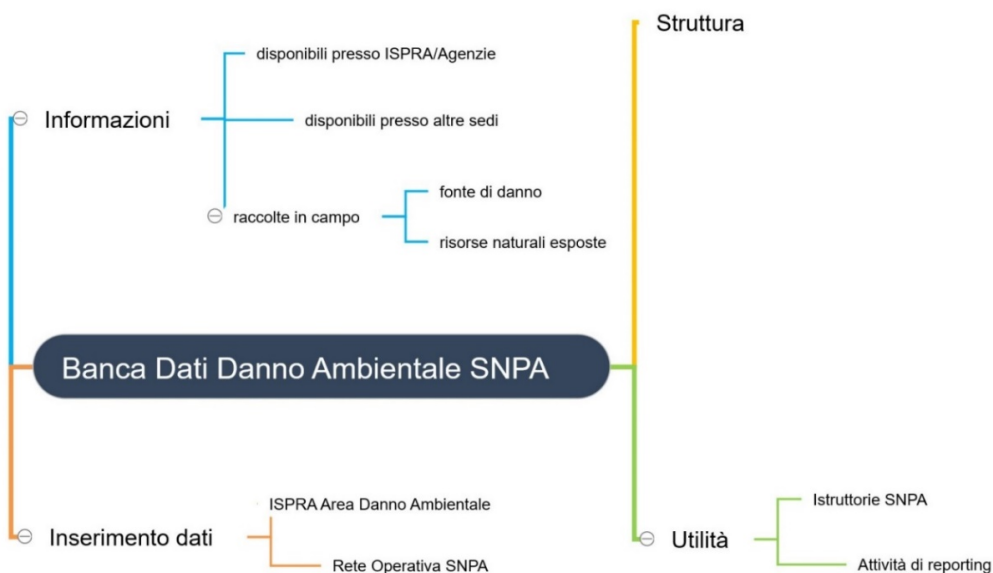 Struttura
disponibili presso ISPRA/Agenzie
Informazioni
disponibili presso altre sedi
fonte di danno
raccolte in campo
risorse naturali esposte
Banca Dati Danno Ambientale SNPA
ISPRA Area Danno Ambientale
Inserimento dati
Rete Operativa SNPA
Istruttorie SNPA
Utilità
Attività di reporting